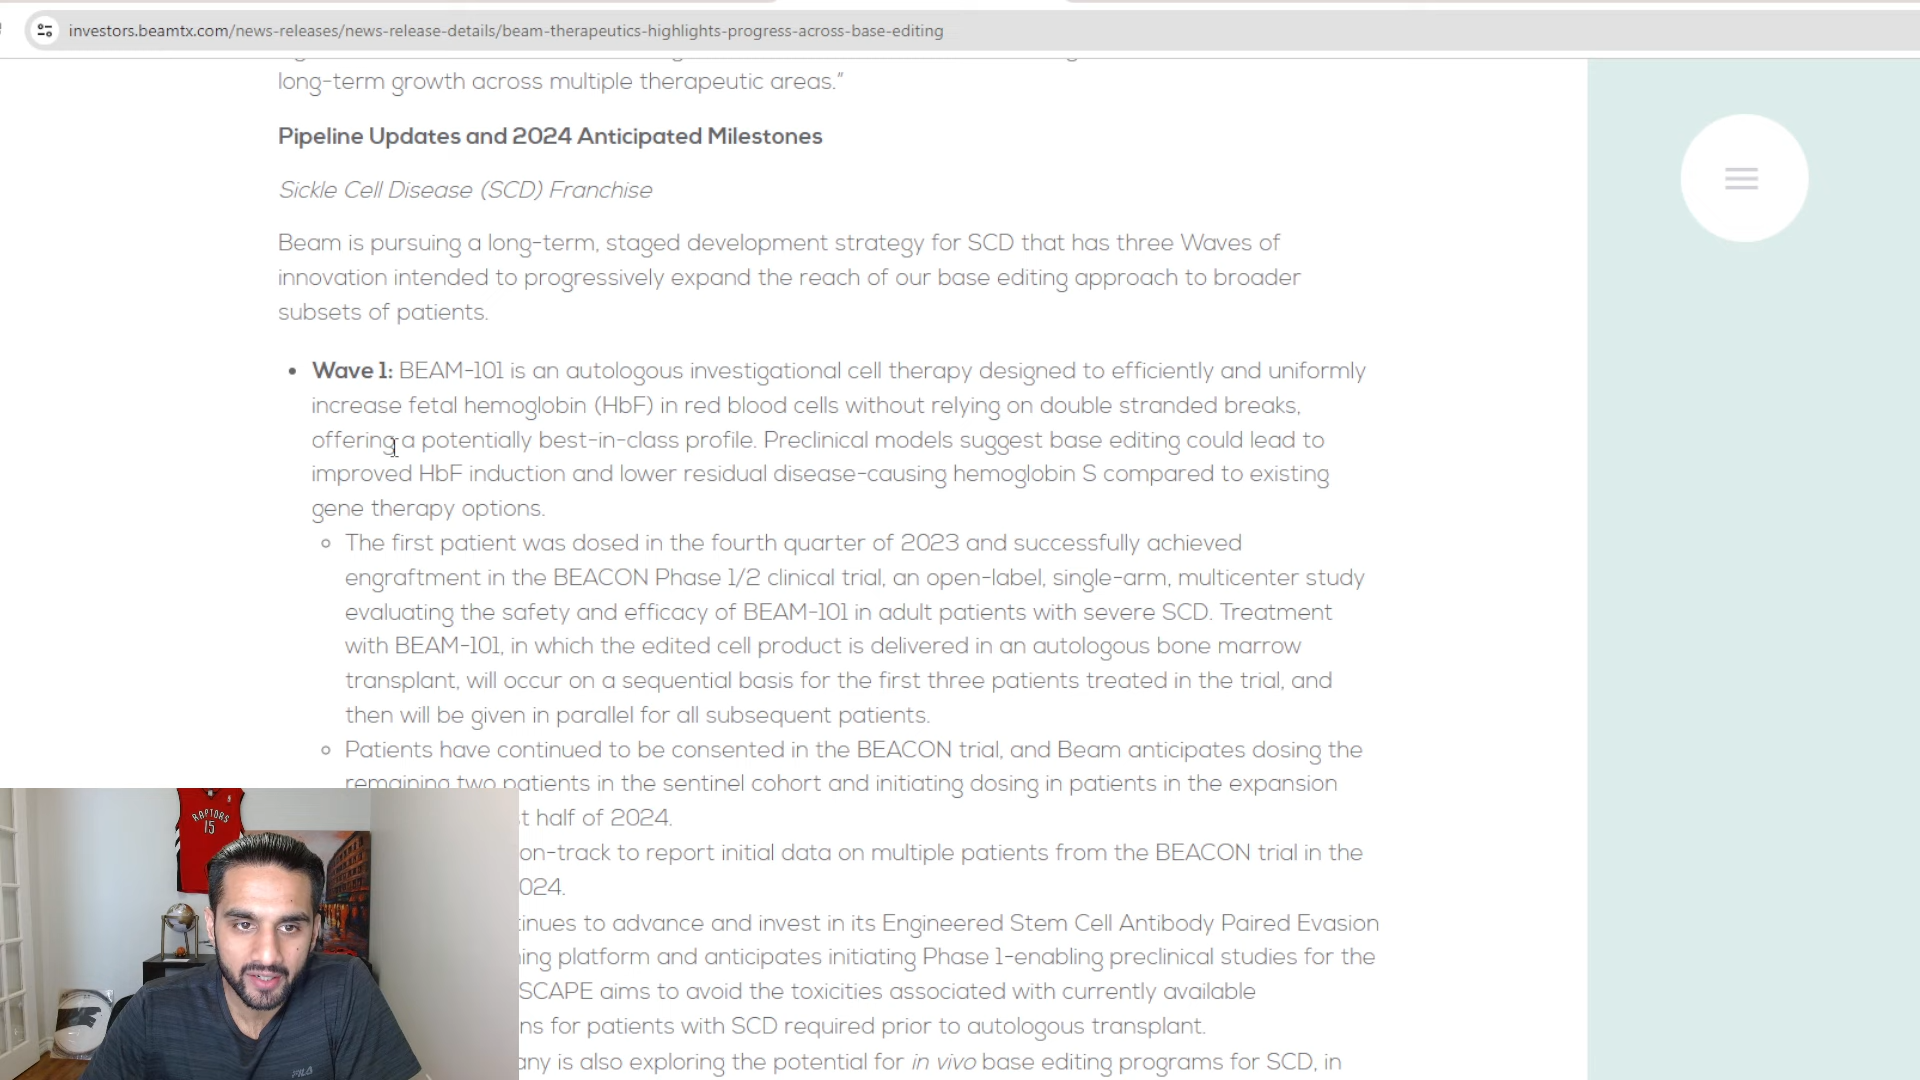 investors.beamtx.com/news-releases/news-release-details/beam-therapeutics-highlights-progress-across-base-editing
long-term growth across multiple therapeutic areas.”
Pipeline Updates and 2024 Anticipated Milestones
Sickle Cell Disease (SCD) Franchise
Beam is pursuing a long-term, staged development strategy for SCD that has three Waves of
innovation intended to progressively expand the reach of our base editing approach to broader
subsets of patients.
• Wave 1: BEAM-101 is an autologous investigational cell therapy designed to efficiently and uniformly
increase fetal hemoglobin (HbF) in red blood cells without relying on double stranded breaks,
offering a potentially best-in-class profile. Preclinical models suggest base editing could lead to
improved HbF induction and lower residual disease-causing hemoglobin S compared to existing
gene therapy options.
○ The first patient was dosed in the fourth quarter of 2023 and successfully achieved
engraftment in the BEACON Phase 1/2 clinical trial, an open-label, single-arm, multicenter study
evaluating the safety and efficacy of BEAM-101 in adult patients with severe SCD. Treatment
with BEAM-101, in which the edited cell product is delivered in an autologous bone marrow
transplant, will occur on a sequential basis for the first three patients treated in the trial, and
then will be given in parallel for all subsequent patients.
○ Patients have continued to be consented in the BEACON trial, and Beam anticipates dosing the
remaining two patients in the sentinel cohort and initiating dosing in patients in the expansion
t half of 2024.
on-track to report initial data on multiple patients from the BEACON trial in the
024.
tinues to advance and invest in its Engineered Stem Cell Antibody Paired Evasion
ing platform and anticipates initiating Phase 1-enabling preclinical studies for the
SCAPE aims to avoid the toxicities associated with currently available
ns for patients with SCD required prior to autologous transplant.
any is also exploring the potential for in vivo base editing programs for SCD, in
RAPTORS
15
FILA